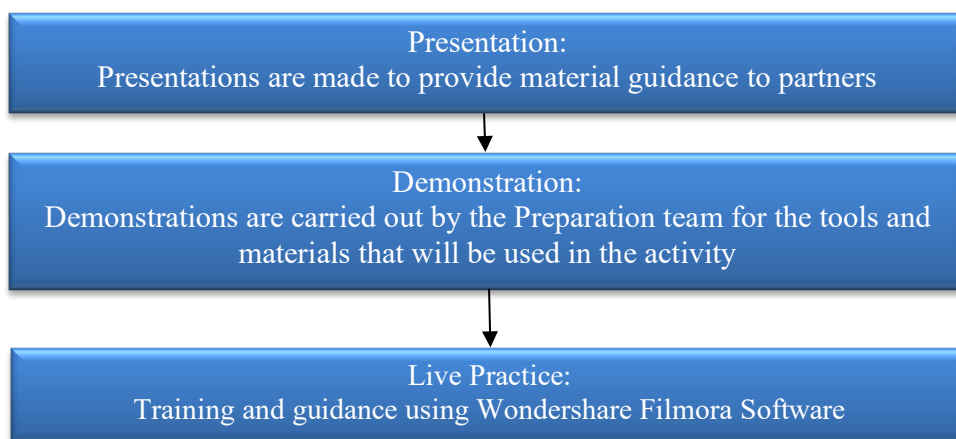 Presentation:
Presentations are made to provide material guidance to partners
Demonstration:
Demonstrations are carried out by the Preparation team for the tools and
materials that will be used in the activity
Live Practice:
Training and guidance using Wondershare Filmora Software